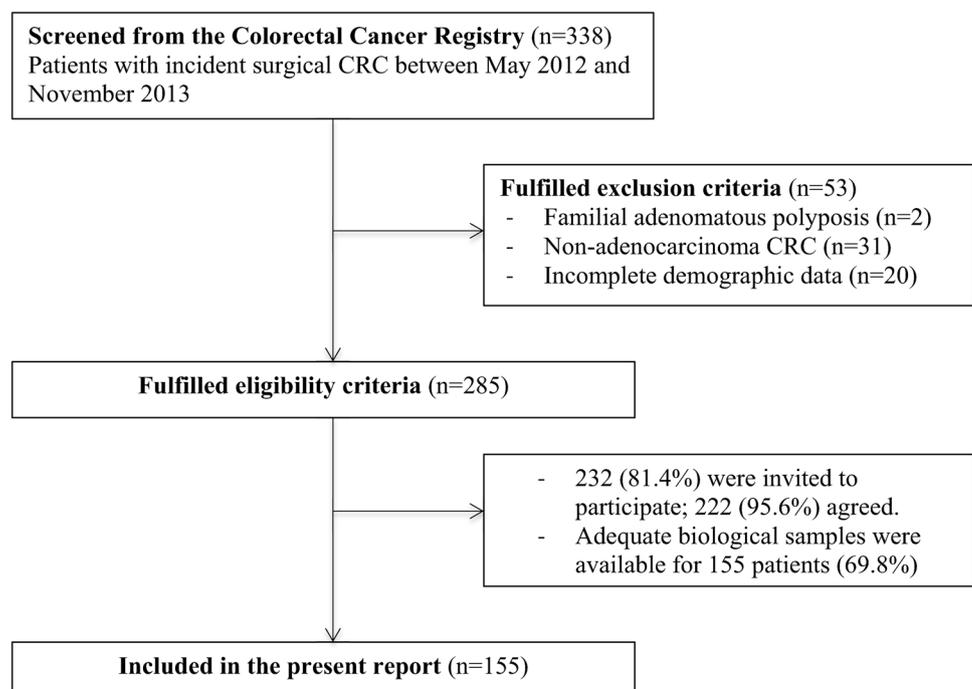 Screened from the Colorectal Cancer Registry (n=338)
Patients with incident surgical CRC between May 2012 and
November 2013
Fulfilled exclusion criteria (n=53)
- Familial adenomatous polyposis (n=2)
- Non-adenocarcinoma CRC (n=31)
- Incomplete demographic data (n=20)
Fulfilled eligibility criteria (n=285)
- 232 (81.4%) were invited to
participate; 222 (95.6%) agreed.
- Adequate biological samples were
available for 155 patients (69.8%)
Included in the present report (n=155)